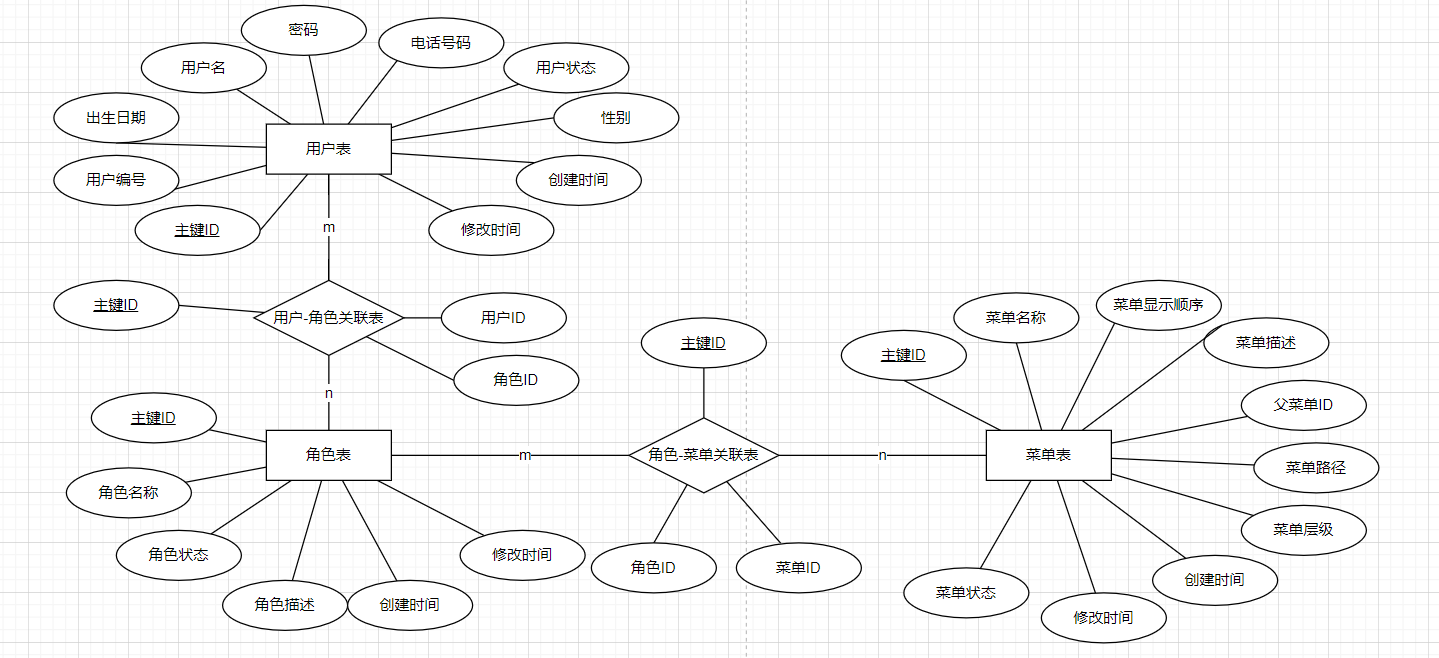 密码
电话号码
用户名
用户状态
出生日期
性别
用户表
用户编号
创建时间
主键ID
修改时间
m
主键ID
用户-角色关联表
用户ID
角色ID
n
主键ID
角色表
角色名称
角色状态
角色描述
创建时间
修改时间
m
主键ID
角色-菜单关联表
角色ID
菜单ID
n
主键ID
菜单名称
菜单显示顺序
菜单描述
父菜单ID
菜单表
菜单路径
菜单层级
创建时间
菜单状态
修改时间